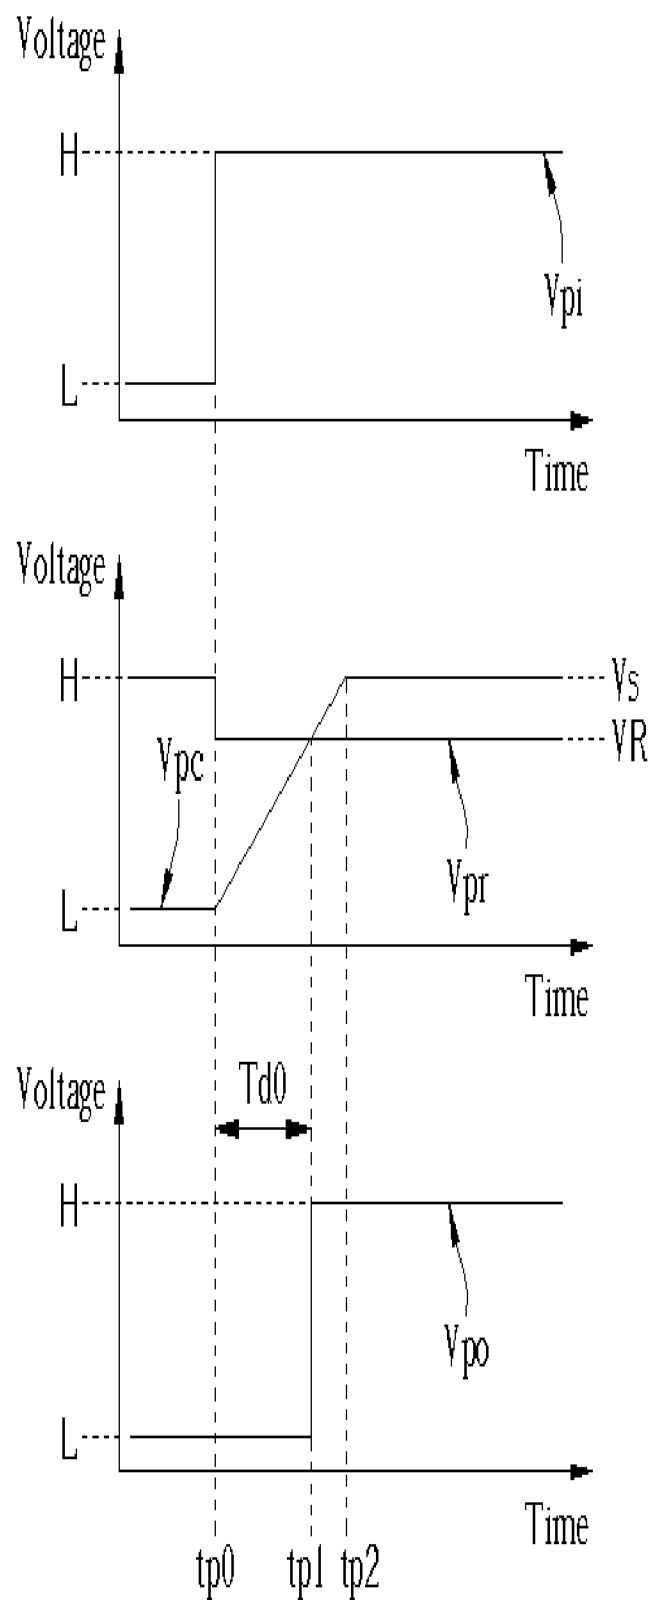 Voltage
H
Vpi
L
Time
Voltage
H
Vs
VR
Vpc
Vpr
L
Time
Td0
Voltage
H
Vpo
L
Time
tp0 tp1 tp2